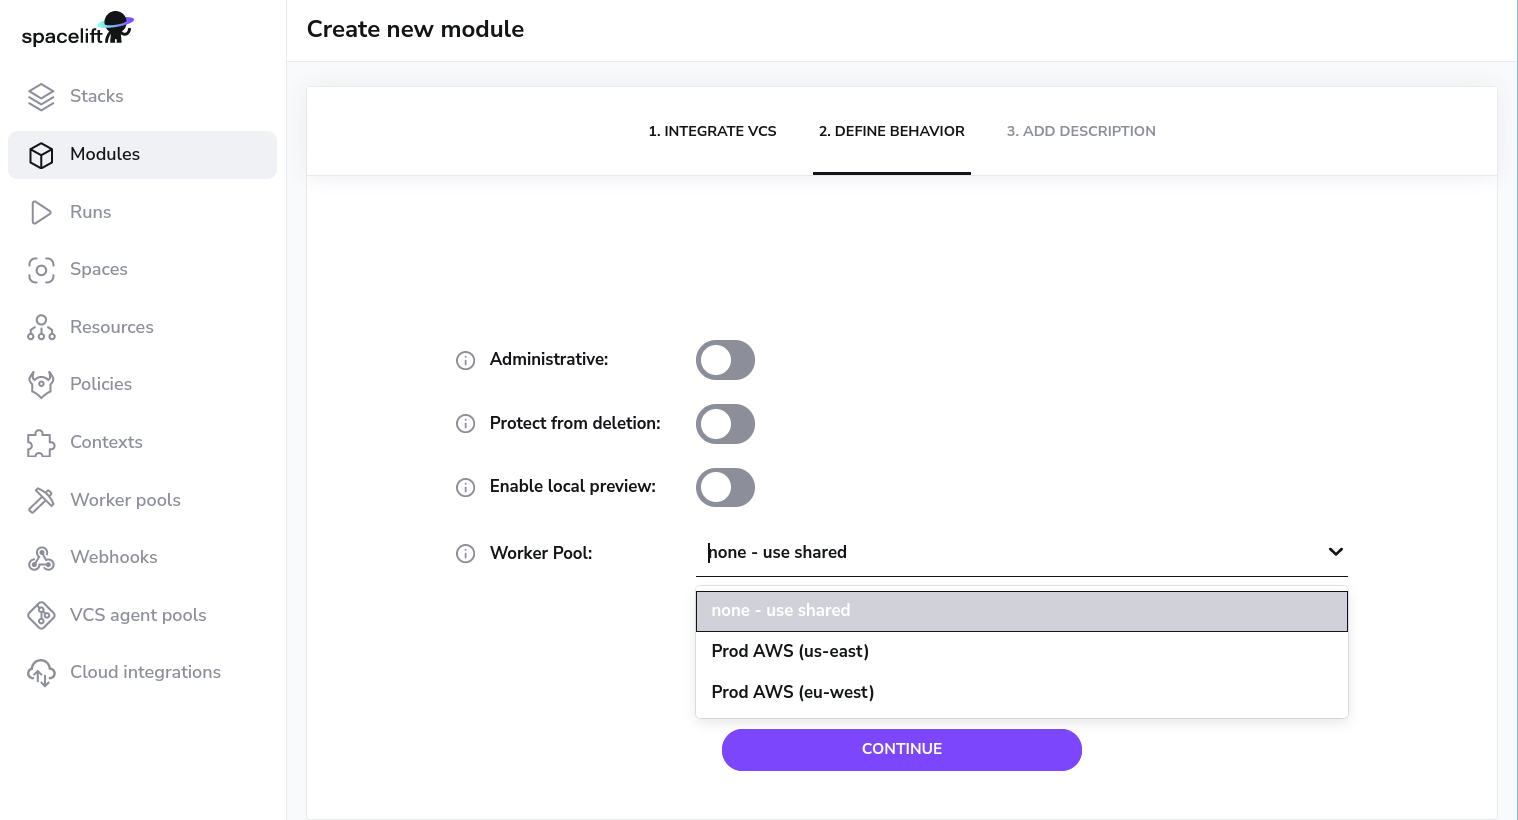 spacelift
Create new module
Stacks
Modules
Runs
Spaces
Resources
Policies
Contexts
Worker pools
Webhooks
VCS agent pools
Cloud integrations
1. INTEGRATE VCS
2. DEFINE BEHAVIOR
3. ADD DESCRIPTION
Administrative:
Protect from deletion:
Enable local preview:
Worker Pool:
none - use shared
none - use shared
Prod AWS (us-east)
Prod AWS (eu-west)
CONTINUE